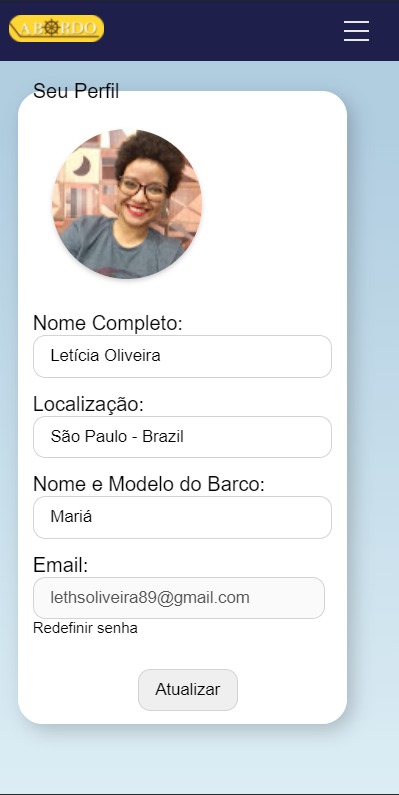 A BORDO
Seu Perfil
Nome Completo:
Letícia Oliveira
Localização:
São Paulo - Brazil
Nome e Modelo do Barco:
Mariá
Email:
lethsoliveira89@gmail.com
Redefinir senha
Atualizar